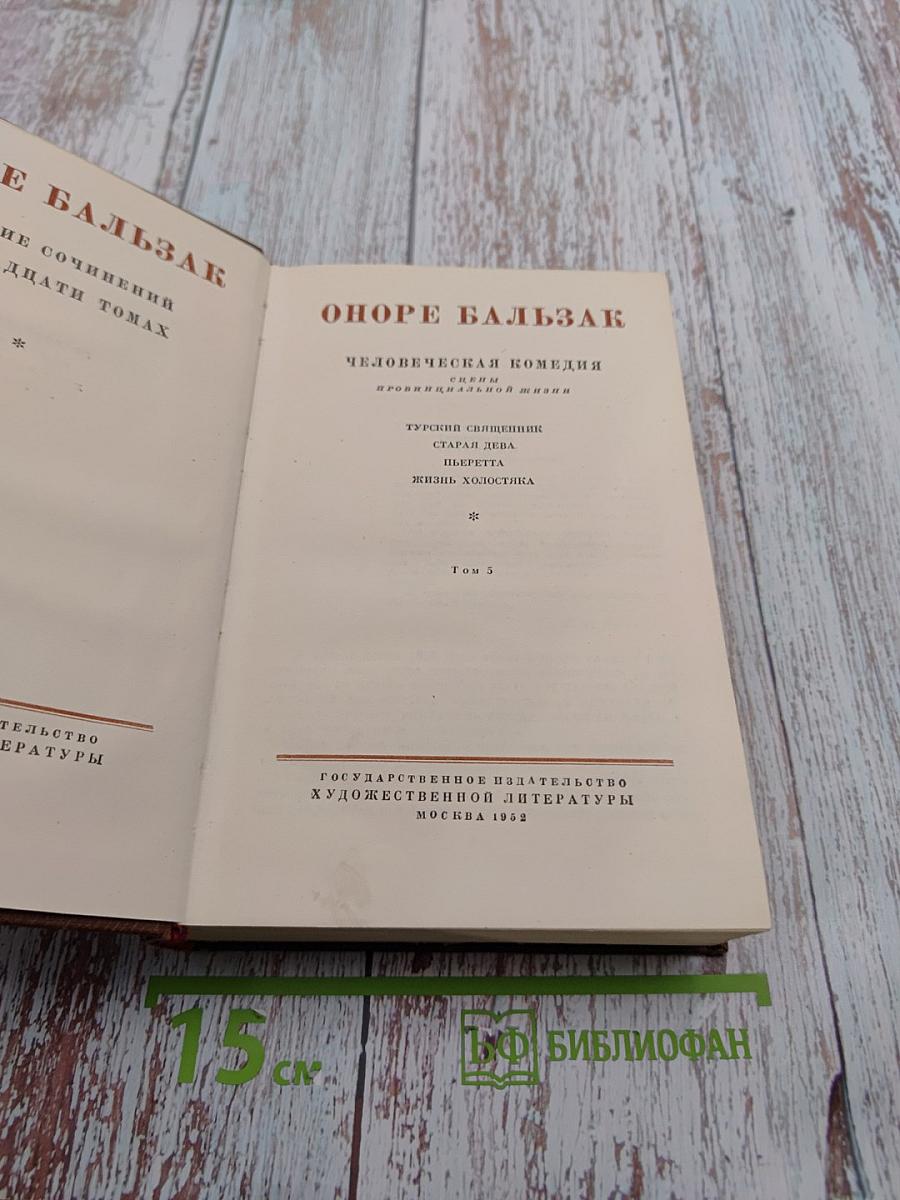 Е БАЛЬЗАК
ИЕ СОЧИНЕНИЙ
ДЦАТИ ТОМАХ
*
ТЕЛЬСТВО
ЕРАТУРЫ
ОНОРЕ БАЛЬЗАК
ЧЕЛОВЕЧЕСКАЯ КОМЕДИЯ
СЦЕНЫ
ПРОВИНЦИАЛЬНОЙ ЖИЗНИ
ТУРСКИЙ СВЯЩЕННИК
СТАРАЯ ДЕВА
ПЬЕРЕТТА
ЖИЗНЬ ХОЛОСТЯКА
*
Том 5
ГОСУДАРСТВЕННОЕ ИЗДАТЕЛЬСТВО
ХУДОЖЕСТВЕННОЙ ЛИТЕРАТУРЫ
МОСКВА 1952
15 см
БФ БИБЛИОФАН